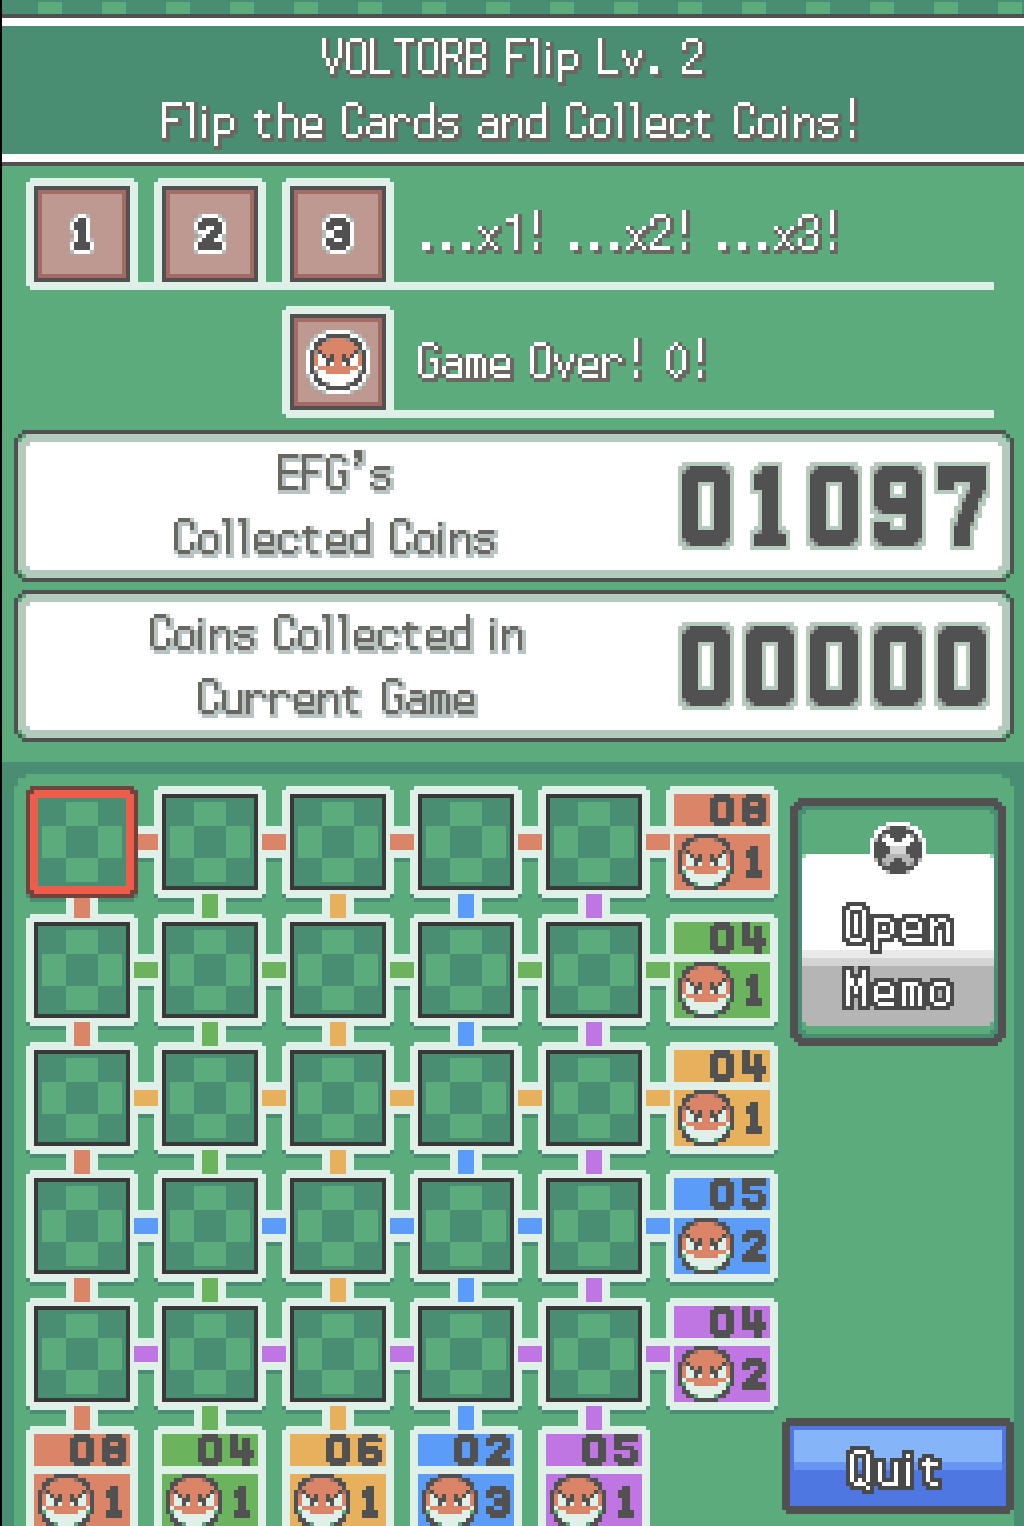 VOLTORB Flip Lv. 2
Flip the Cards and Collect Coins!
1 2 3 ...x1! ...x2! ...x3!
Game Over! 0!
EFG's
Collected Coins
01097
Coins Collected in
Current Game
00000
08
1
Open
Memo
04
1
04
1
05
2
04
2
08 04 06 02 05
1 1 1 3 1
Quit